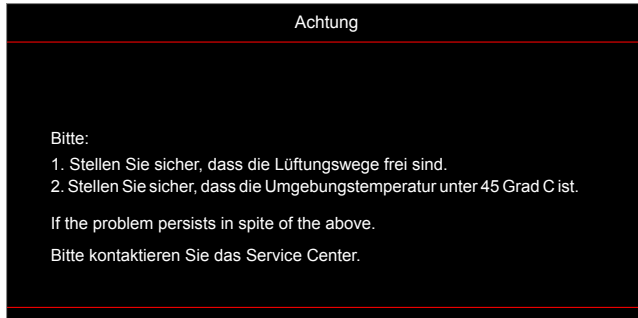 Achtung
Bitte:
1. Stellen Sie sicher, dass die Lüftungswege frei sind.
2. Stellen Sie sicher, dass die Umgebungstemperatur unter 45 Grad C ist.
If the problem persists in spite of the above.
Bitte kontaktieren Sie das Service Center.